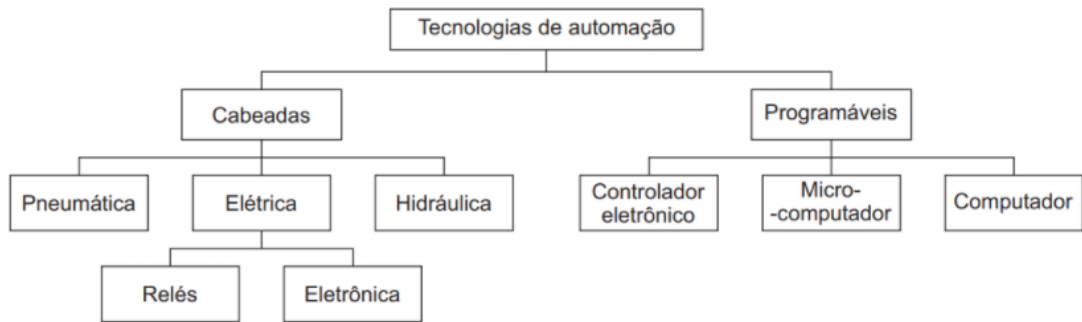 Tecnologias de automação
Cabeadas
Programáveis
Pneumática
Elétrica
Hidráulica
Controlador
eletrônico
Micro-
-computador
Computador
Relés
Eletrônica